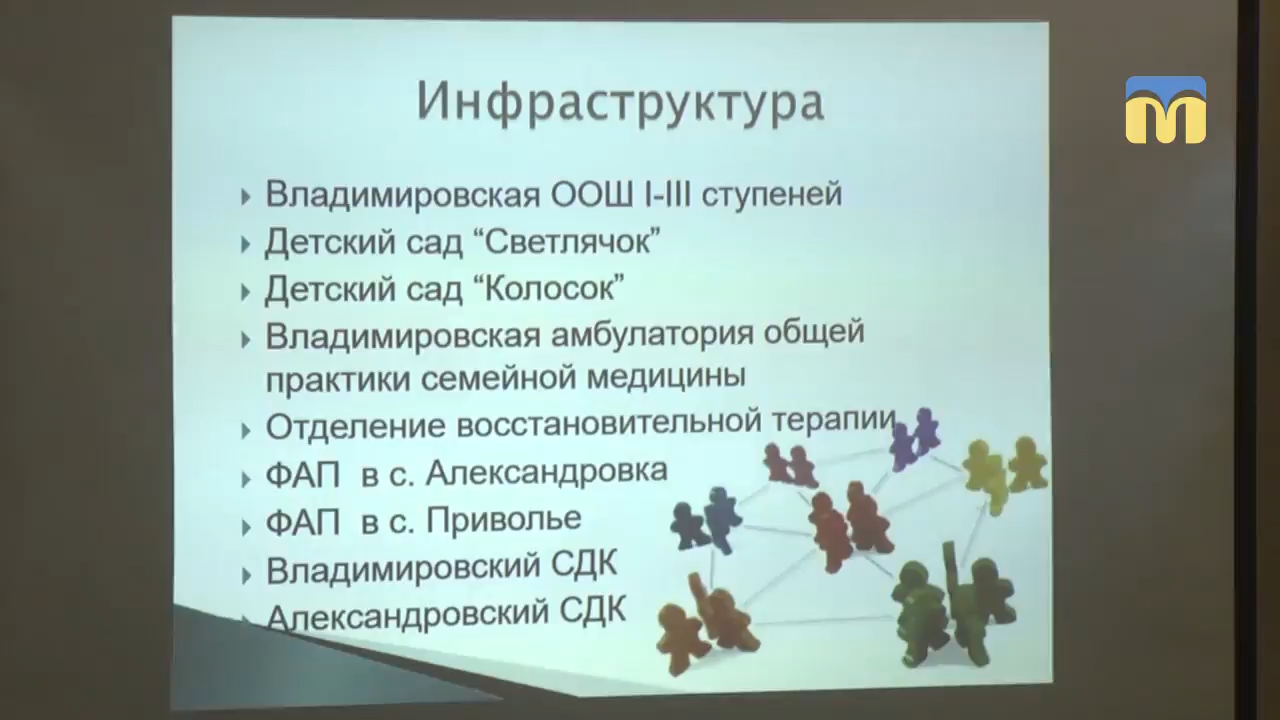 Инфраструктура
Владимировская ООШ I-III ступеней
Детский сад “Светлячок”
Детский сад “Колосок”
Владимировская амбулатория общей
практики семейной медицины
Отделение восстановительной терапии
ФАП в с. Александровка
ФАП в с. Приволье
Владимировский СДК
Александровский СДК